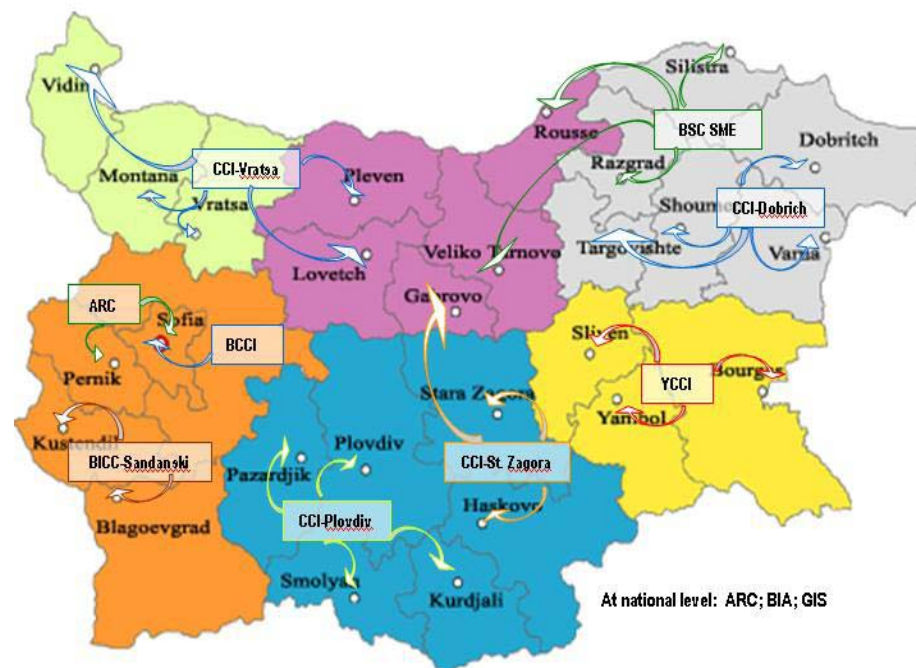 Silistra
Vidin
Rousse
BSC SME
Dobritch
CCI-Vratsa
Razgrad
Montana
Pleven
Shoumen
CCI-Dobrich
Vratsa
Lovetch
Veliko Turnovo
Targovishte
Varna
ARC
Gabrovo
Sofia
BCCI
Sliven
Pernik
YCCI
Bourgas
Stara Zagora
Yambol
Kustendil
Plovdiv
BICC-Sandanski
Pazardjik
CCI-St. Zagora
Haskovo
CCI-Plovdiv
Blagoevgrad
Smolyan
Kurdjali
At national level: ARC; BIA; GIS